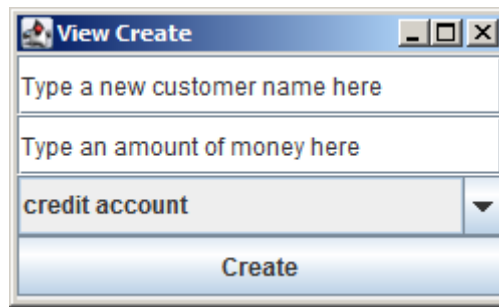 View Create
Type a new customer name here
Type an amount of money here
credit account
Create